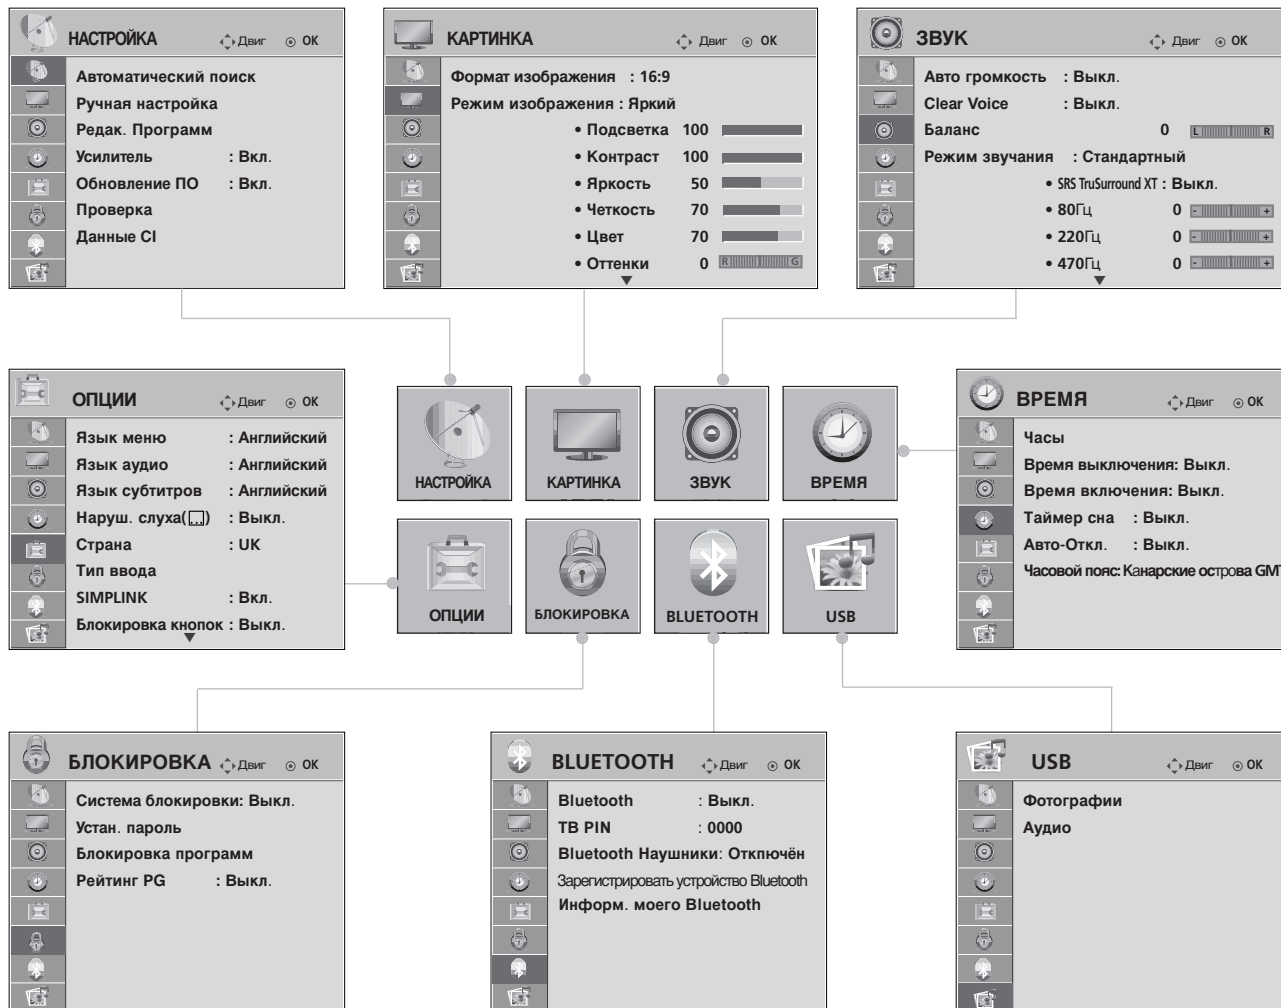 НАСТРОЙКА Двиг OK
Автоматический поиск
Ручная настройка
Редак. Программ
Усилитель : Вкл.
Обновление ПО : Вкл.
Проверка
Данные CI
КАРТИНКА Двиг OK
Формат изображения : 16:9
Режим изображения : Яркий
• Подсветка 100
• Контраст 100
• Яркость 50
• Четкость 70
• Цвет 70
• Оттенки 0 R G
ЗВУК Двиг OK
Авто громкость : Выкл.
Clear Voice : Выкл.
Баланс 0 L R
Режим звучания : Стандартный
• SRS TruSurround XT : Выкл.
• 80Гц 0 - +
• 220Гц 0 - +
• 470Гц 0 - +
ОПЦИИ Двиг OK
Язык меню : Английский
Язык аудио : Английский
Язык субтитров : Английский
Наруш. слуха( ) : Выкл.
Страна : UK
Тип ввода
SIMPLINK : Вкл.
Блокировка кнопок : Выкл.
НАСТРОЙКА
КАРТИНКА
ЗВУК
ВРЕМЯ
ОПЦИИ
БЛОКИРОВКА
BLUETOOTH
USB
ВРЕМЯ Двиг OK
Часы
Время выключения: Выкл.
Время включения: Выкл.
Таймер сна : Выкл.
Авто-Откл. : Выкл.
Часовой пояс: Канарские острова GMT
БЛОКИРОВКА Двиг OK
Система блокировки: Выкл.
Устан. пароль
Блокировка программ
Рейтинг PG : Выкл.
BLUETOOTH Двиг OK
Bluetooth : Выкл.
ТВ PIN : 0000
Bluetooth Наушники: Откпючён
Зарегистрировать устройство Bluetooth
Информ. моего Bluetooth
USB Двиг OK
Фотографии
Аудио